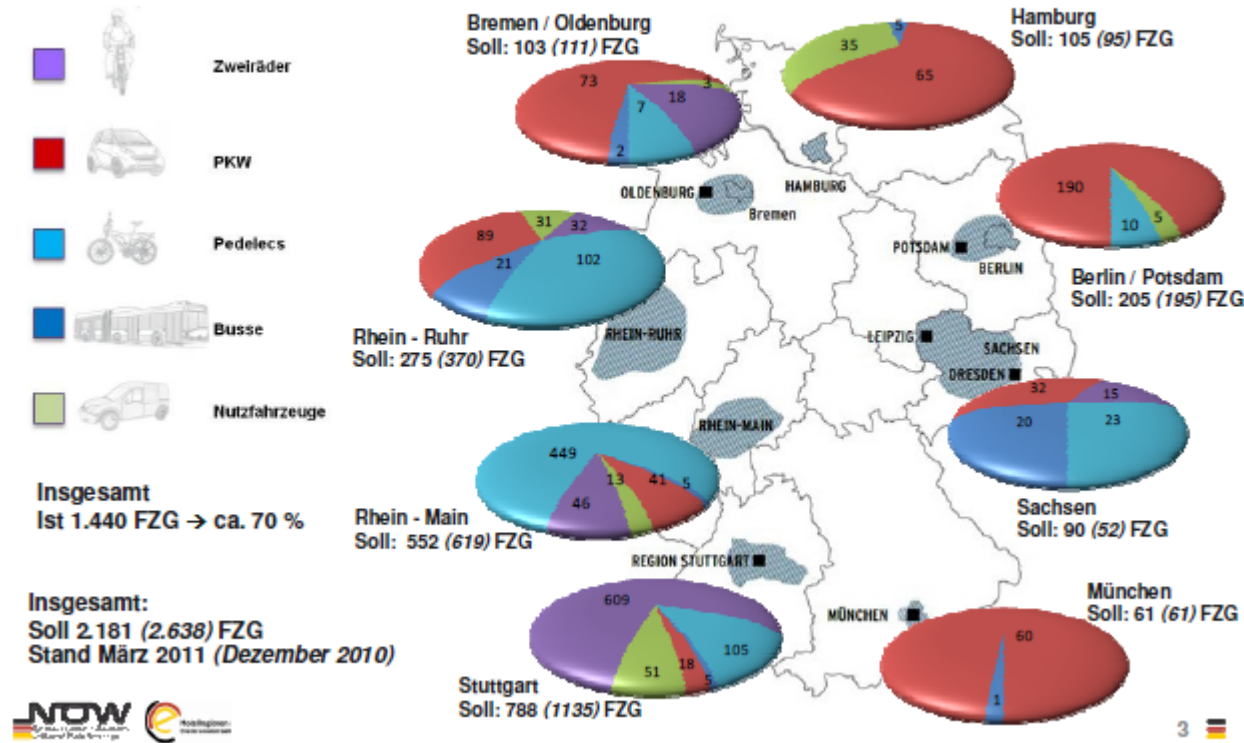 Zweiräder
PKW
Pedelecs
Busse
Nutzfahrzeuge
Insgesamt
Ist 1.440 FZG → ca. 70 %
Insgesamt:
Soll 2.181 (2.638) FZG
Stand März 2011 (Dezember 2010)
NOW
Bremen / Oldenburg
Soll: 103 (111) FZG
73
3
18
7
2
Hamburg
Soll: 105 (95) FZG
5
35
65
OLDENBURG
Bremen
HAMBURG
190
10
5
Berlin / Potsdam
Soll: 205 (195) FZG
POTSDAM
BERLIN
31
32
89
21
102
Rhein - Ruhr
Soll: 275 (370) FZG
RHEIN-RUHR
LEIPZIG
SACHSEN
DRESDEN
32
15
20
23
Sachsen
Soll: 90 (52) FZG
RHEIN-MAIN
449
13
41
5
46
Rhein - Main
Soll: 552 (619) FZG
REGION STUTTGART
609
105
18
51
5
Stuttgart
Soll: 788 (1135) FZG
MÜNCHEN
München
Soll: 61 (61) FZG
60
1
3